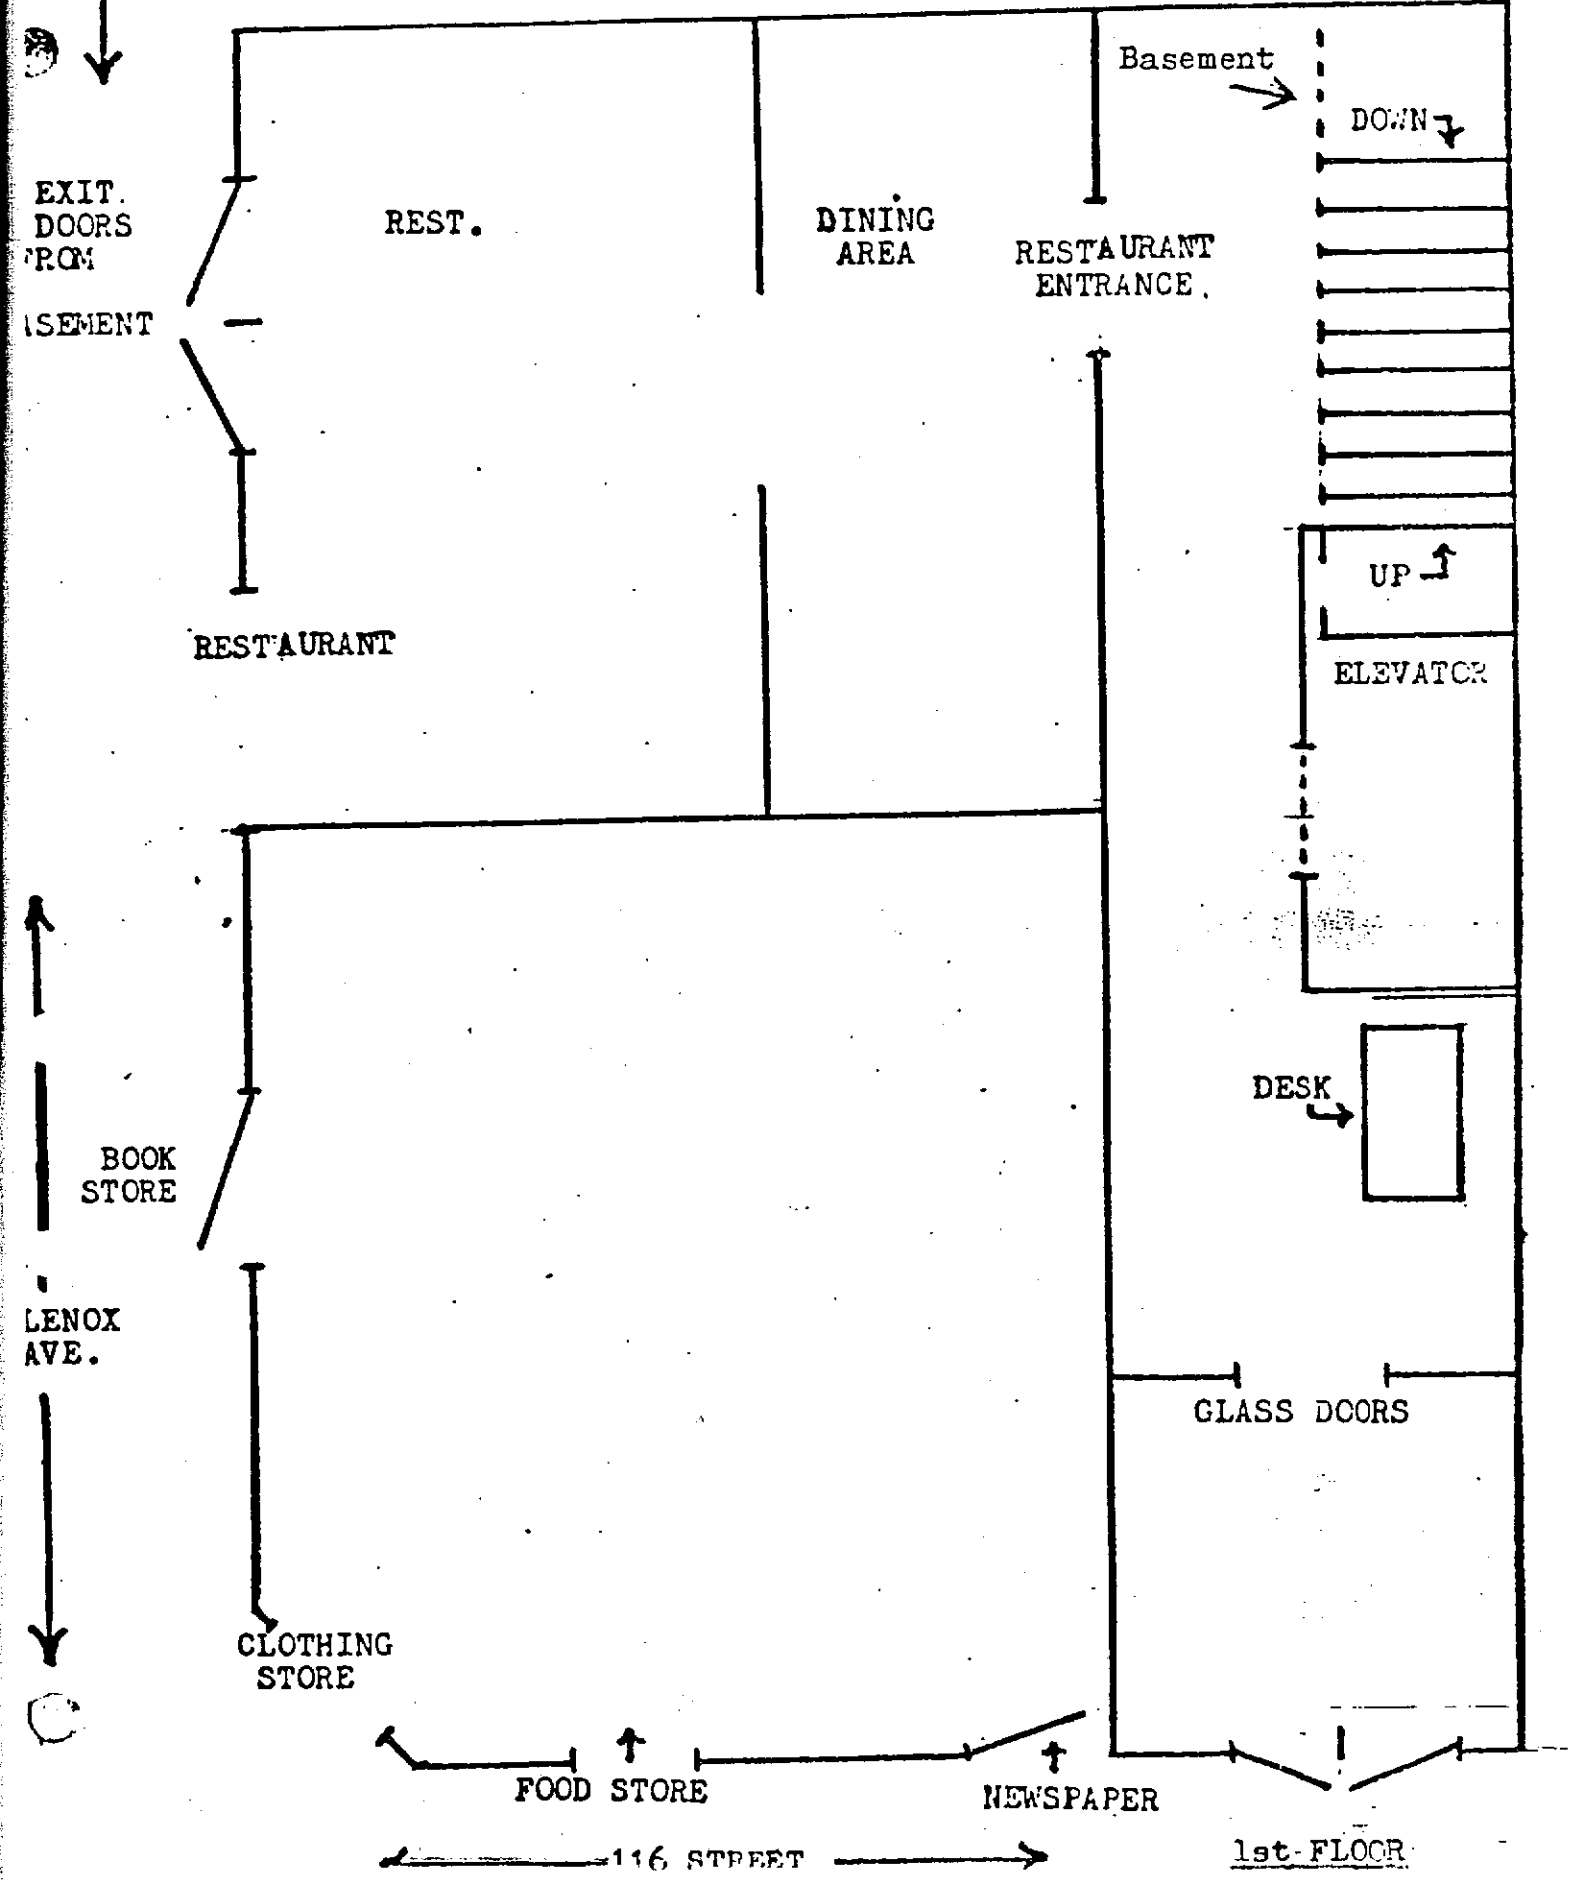 Basement
DOWN
EXIT.
DOORS
FROM
REST.
DINING
AREA
RESTAURANT
ENTRANCE
ASEMENT
UP
RESTAURANT
ELEVATOR
DESK
BOOK
STORE
LENOX
AVE.
GLASS DOORS
CLOTHING
STORE
FOOD STORE
NEWSPAPER
116 STREET
1st FLOOR